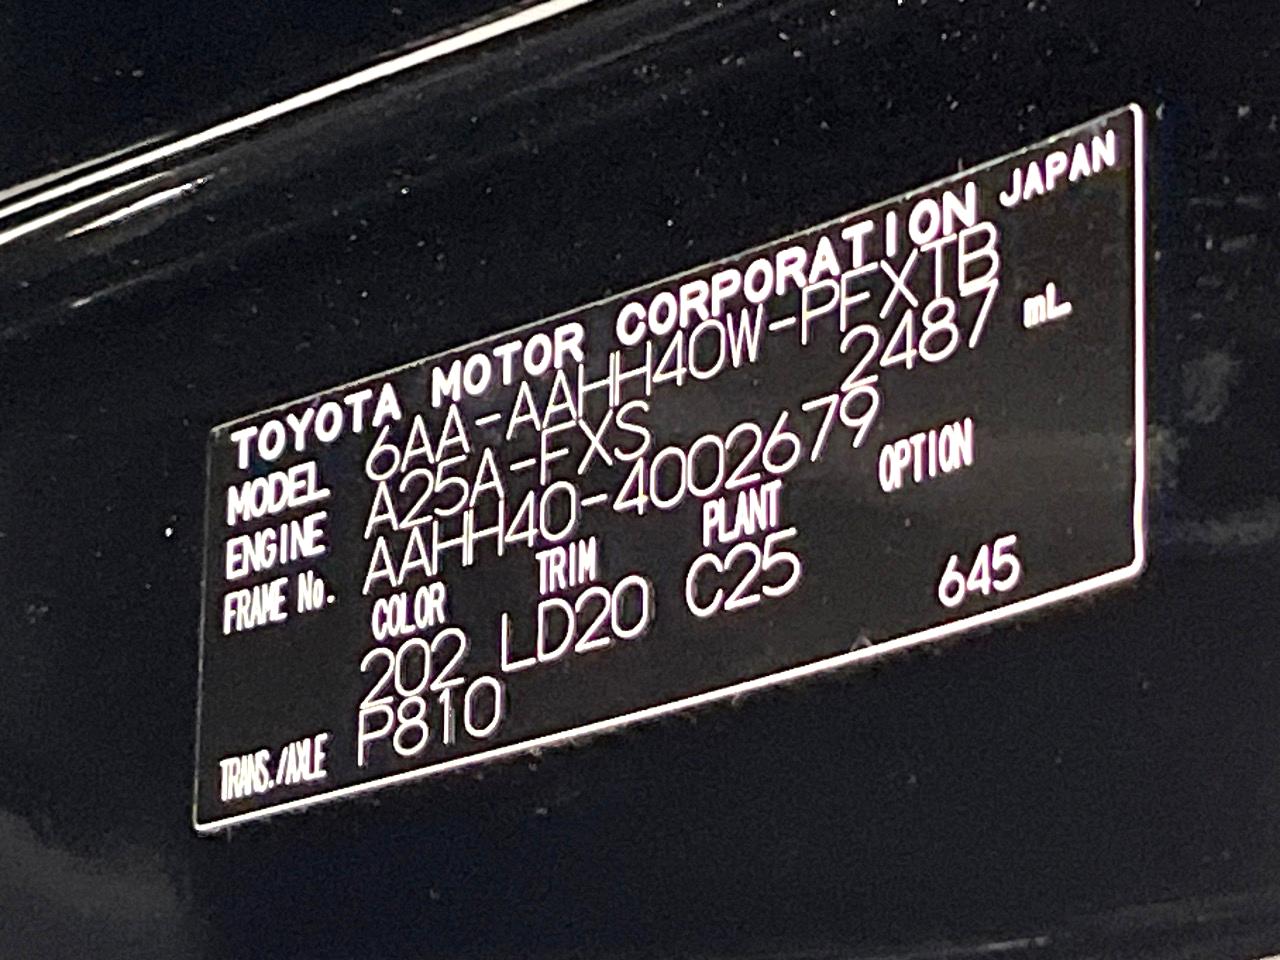 TOYOTA MOTOR CORPORATION JAPAN
MODEL 6AA-AAHH40W-PFXTB
ENGINE A25A-FXS 2487 mL
FRAME No. AAHH40-4002679
COLOR TRIM PLANT OPTION
202 LD20 C25
TRANS./AXLE P810 645